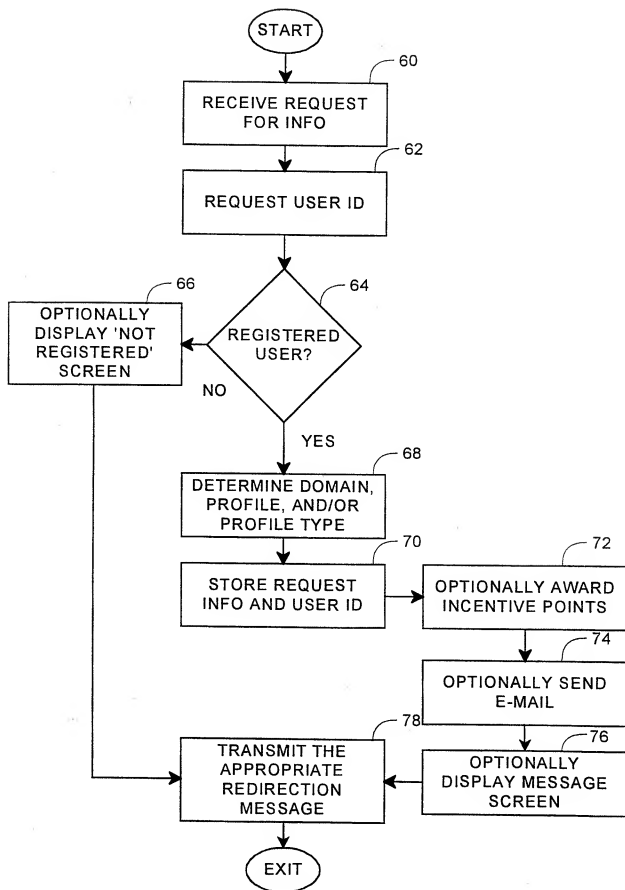 START
60
RECEIVE REQUEST
FOR INFO
62
REQUEST USER ID
64
REGISTERED
USER?
66
OPTIONALLY
DISPLAY 'NOT
REGISTERED'
SCREEN
NO
YES
68
DETERMINE DOMAIN,
PROFILE, AND/OR
PROFILE TYPE
70
STORE REQUEST
INFO AND USER ID
72
OPTIONALLY AWARD
INCENTIVE POINTS
74
OPTIONALLY SEND
E-MAIL
76
OPTIONALLY
DISPLAY MESSAGE
SCREEN
78
TRANSMIT THE
APPROPRIATE
REDIRECTION
MESSAGE
EXIT